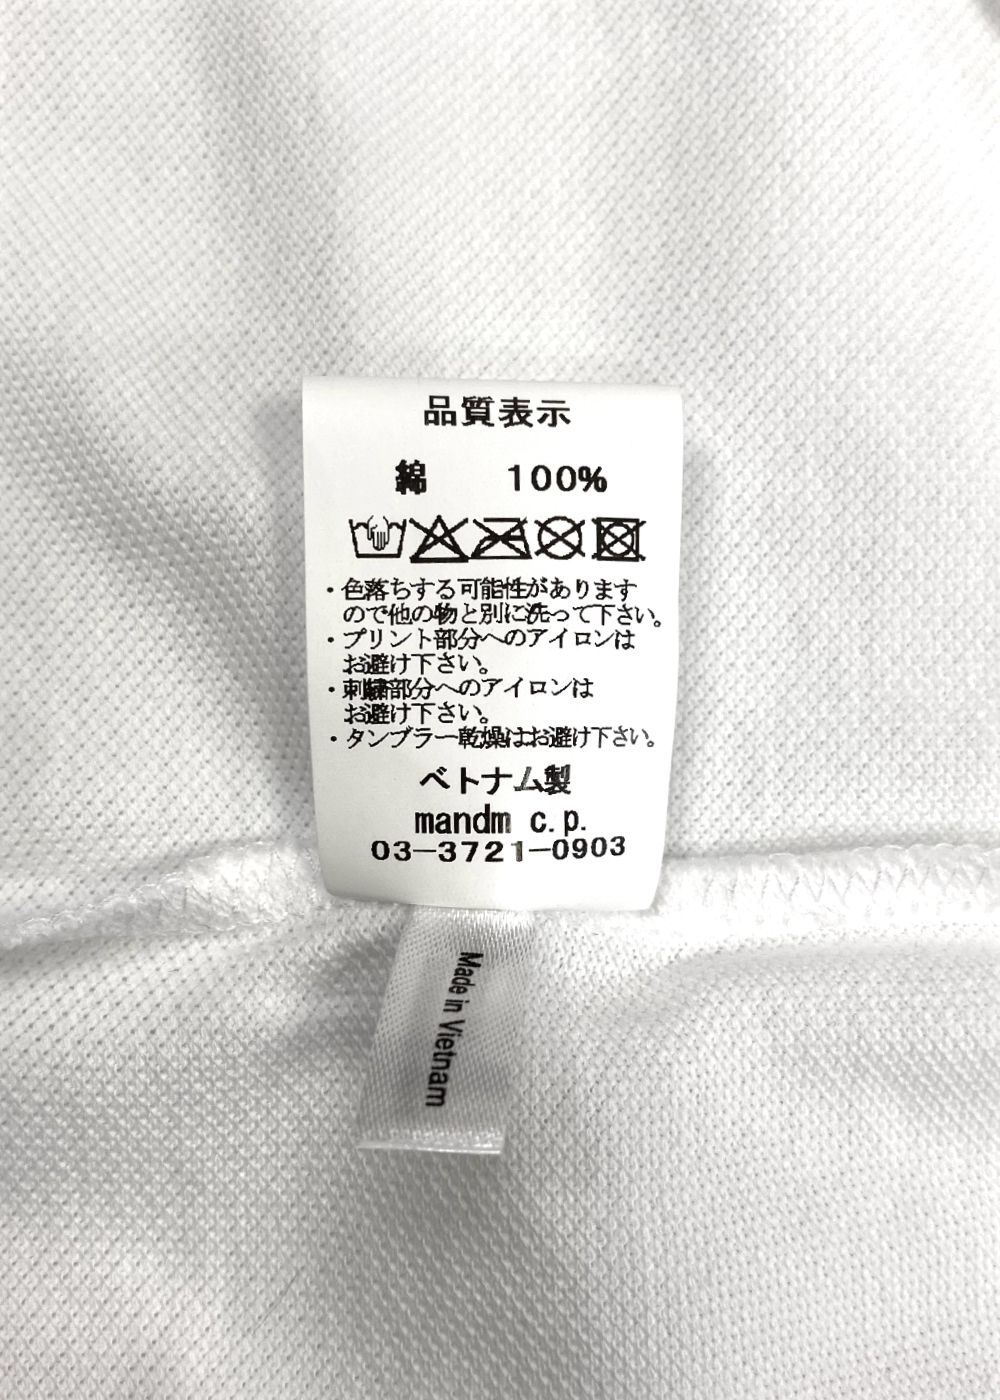 品質表示
綿 100%
・色落ちする可能性があります
ので他の物と別に洗って下さい。
・プリント部分へのアイロンは
お避け下さい。
・刺繍部分へのアイロンは
お避け下さい。
・タンブラー乾燥はお避け下さい。
ベトナム製
mandm c.p.
03-3721-0903
Made in Vietnam